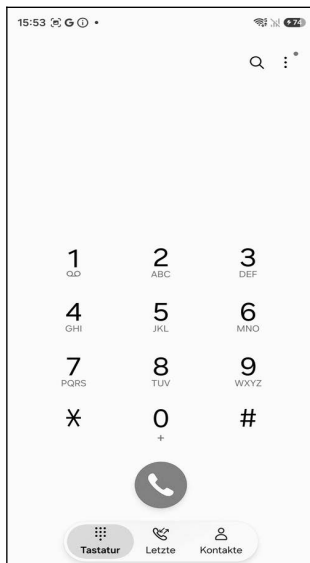 15:53 G
74
1 2 3
ABC DEF
4 5 6
GHI JKL MNO
7 8 9
PQRS TUV WXYZ
* 0 #
+
Tastatur Letzte Kontakte